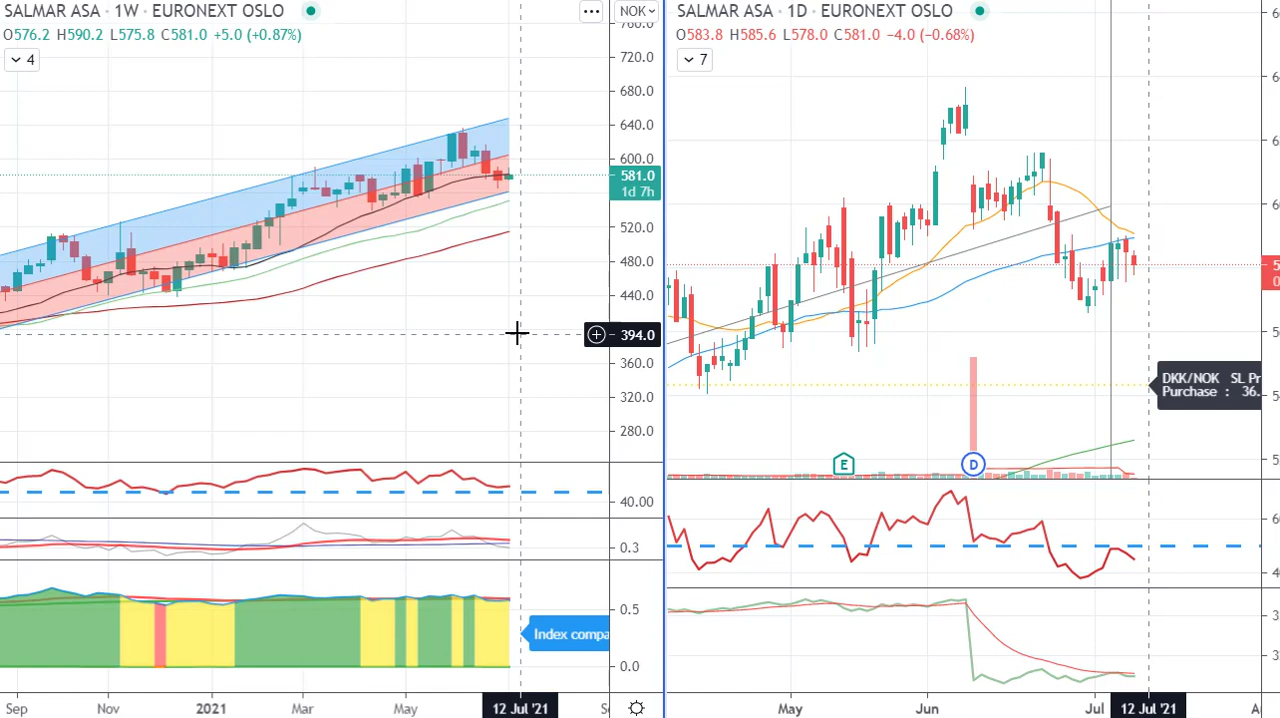 SALMAR ASA · 1W · EURONEXT OSLO
O576.2 H590.2 L575.8 C581.0 +5.0 (+0.87%)
4
NOK
760.0
720.0
680.0
640.0
600.0
581.0
1d 7h
520.0
480.0
440.0
394.0
360.0
320.0
280.0
40.00
0.3
0.5
Index compa
0.0
Sep
Nov
2021
Mar
May
12 Jul '21
SALMAR ASA · 1D · EURONEXT OSLO
O583.8 H585.6 L578.0 C581.0 −4.0 (−0.68%)
7
DKK/NOK SL Pr
Purchase : 36.
E
D
May
Jun
Jul
12 Jul '21